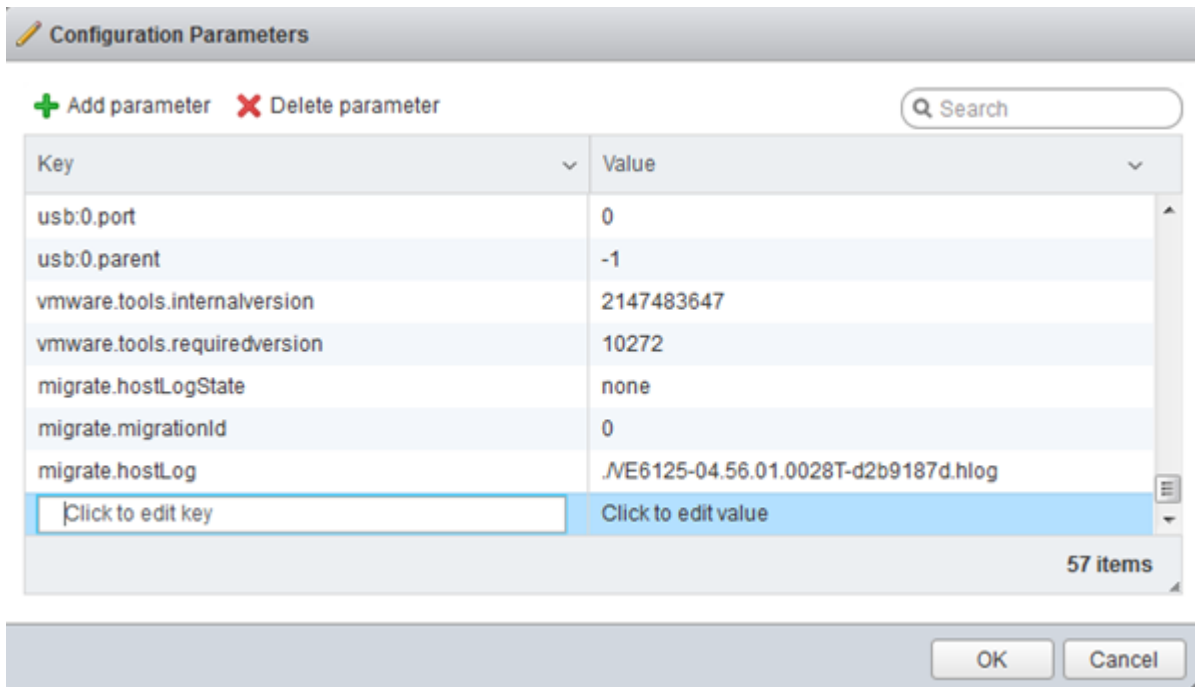 Configuration Parameters
Add parameter Delete parameter Search
Key Value
usb:0.port 0
usb:0.parent -1
vmware.tools.internalversion 2147483647
vmware.tools.requiredversion 10272
migrate.hostLogState none
migrate.migrationId 0
migrate.hostLog ./VE6125-04.56.01.0028T-d2b9187d.hlog
Click to edit key Click to edit value
57 items
OK Cancel